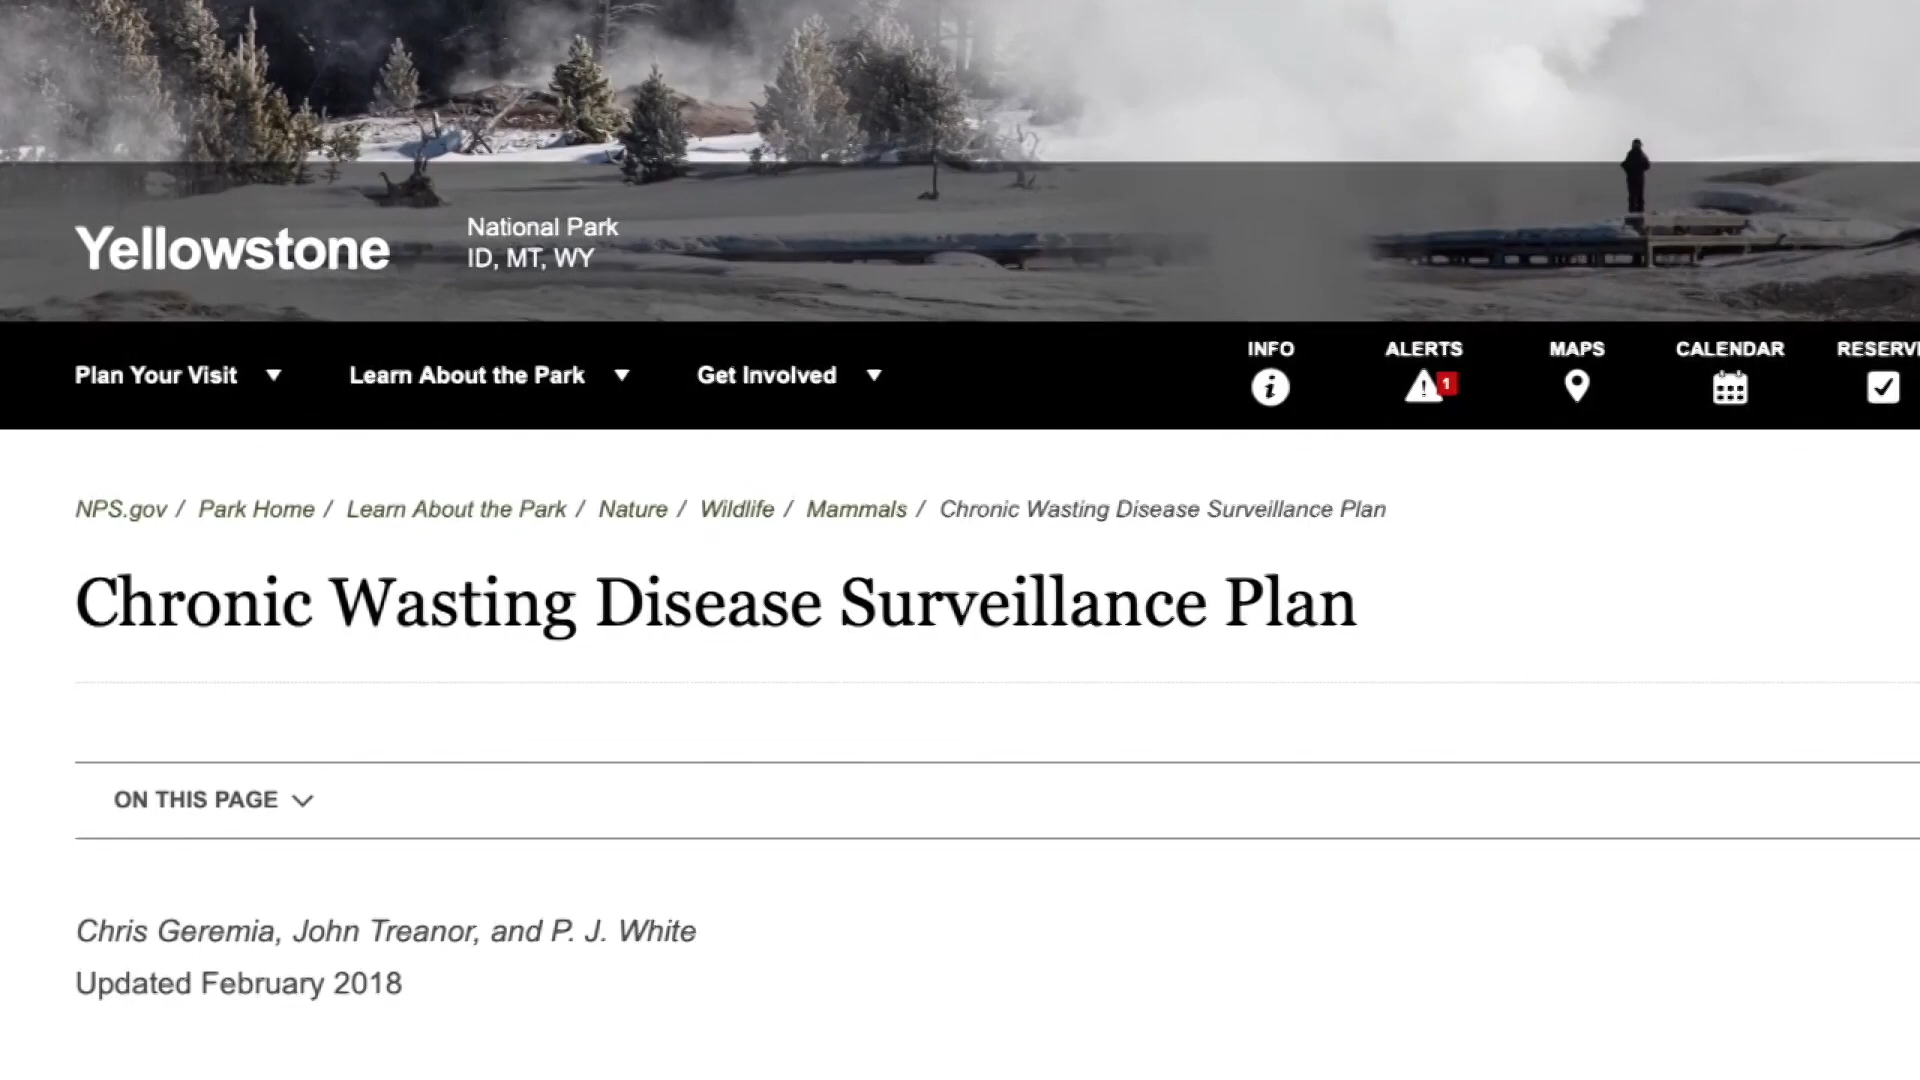 Yellowstone
National Park
ID, MT, WY
Plan Your Visit
Learn About the Park
Get Involved
INFO
ALERTS
1
MAPS
CALENDAR
RESERV
NPS.gov / Park Home / Learn About the Park / Nature / Wildlife / Mammals / Chronic Wasting Disease Surveillance Plan
Chronic Wasting Disease Surveillance Plan
ON THIS PAGE
Chris Geremia, John Treanor, and P. J. White
Updated February 2018